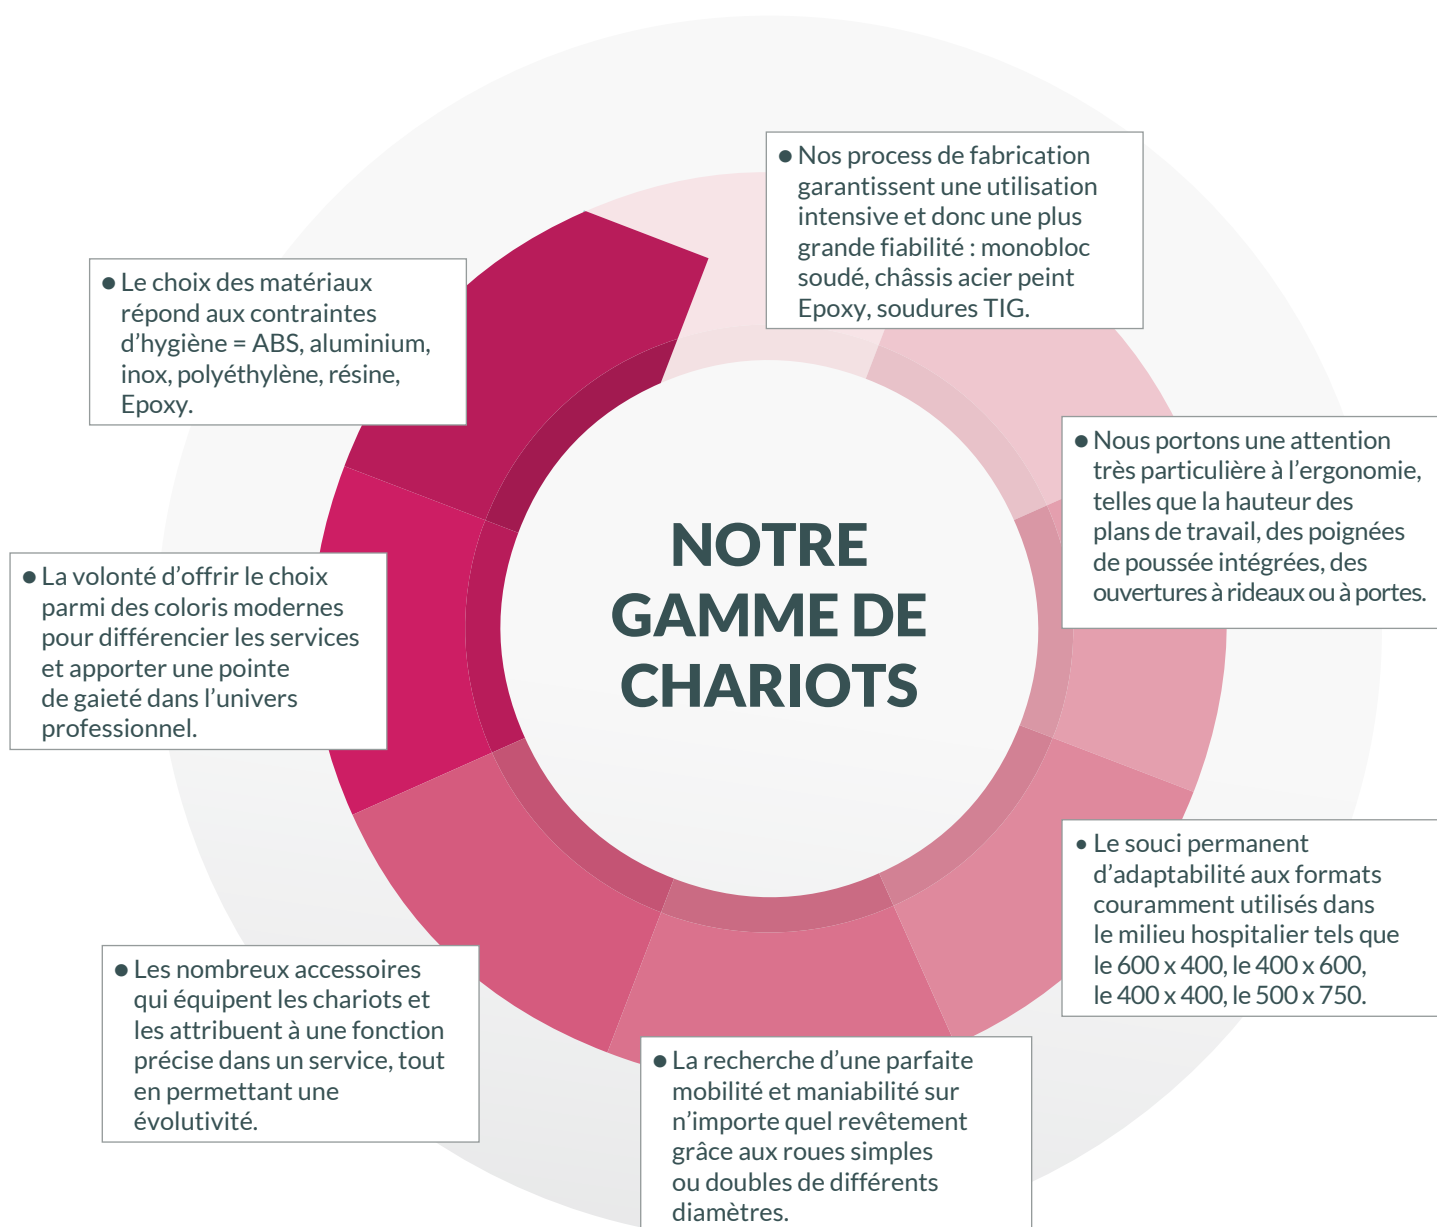 NOTRE
GAMME DE
CHARIOTS
● Nos process de fabrication
garantissent une utilisation
intensive et donc une plus
grande fiabilité : monobloc
soudé, châssis acier peint
Epoxy, soudures TIG.
● Nous portons une attention
très particulière à l’ergonomie,
telles que la hauteur des
plans de travail, des poignées
de poussée intégrées, des
ouvertures à rideaux ou à portes.
● Le souci permanent
d’adaptabilité aux formats
couramment utilisés dans
le milieu hospitalier tels que
le 600 x 400, le 400 x 600,
le 400 x 400, le 500 x 750.
● La recherche d’une parfaite
mobilité et maniabilité sur
n’importe quel revêtement
grâce aux roues simples
ou doubles de différents
diamètres.
● Les nombreux accessoires
qui équipent les chariots et
les attribuent à une fonction
précise dans un service, tout
en permettant une
évolutivité.
● La volonté d’offrir le choix
parmi des coloris modernes
pour différencier les services
et apporter une pointe
de gaieté dans l’univers
professionnel.
● Le choix des matériaux
répond aux contraintes
d’hygiène = ABS, aluminium,
inox, polyéthylène, résine,
Epoxy.